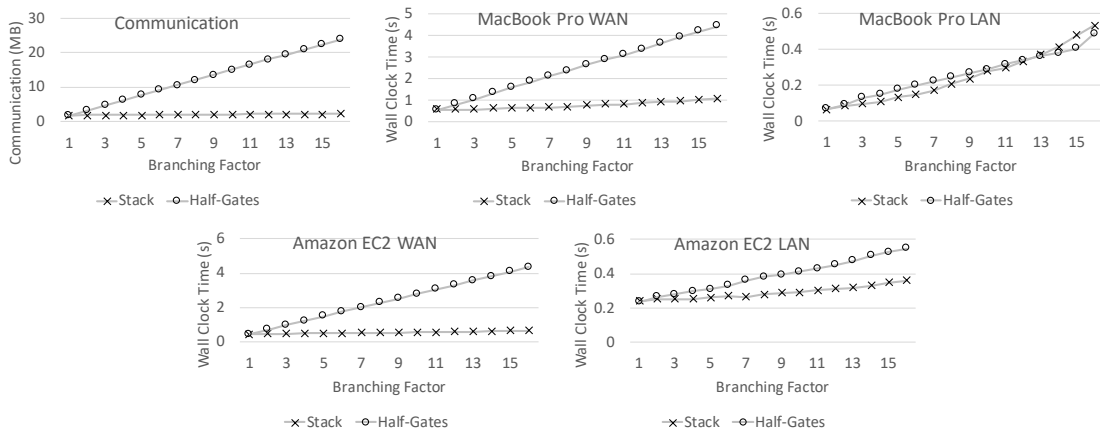 Communication
Communication (MB)
30
20
10
0
1 3 5 7 9 11 13 15
Branching Factor
Stack Half-Gates
MacBook Pro WAN
Wall Clock Time (s)
5
4
3
2
1
0
1 3 5 7 9 11 13 15
Branching Factor
Stack Half-Gates
MacBook Pro LAN
Wall Clock Time (s)
0.6
0.4
0.2
0
1 3 5 7 9 11 13 15
Branching Factor
Stack Half-Gates
Amazon EC2 WAN
Wall Clock Time (s)
6
4
2
0
1 3 5 7 9 11 13 15
Branching Factor
Stack Half-Gates
Amazon EC2 LAN
Wall Clock Time (s)
0.6
0.4
0.2
0
1 3 5 7 9 11 13 15
Branching Factor
Stack Half-Gates